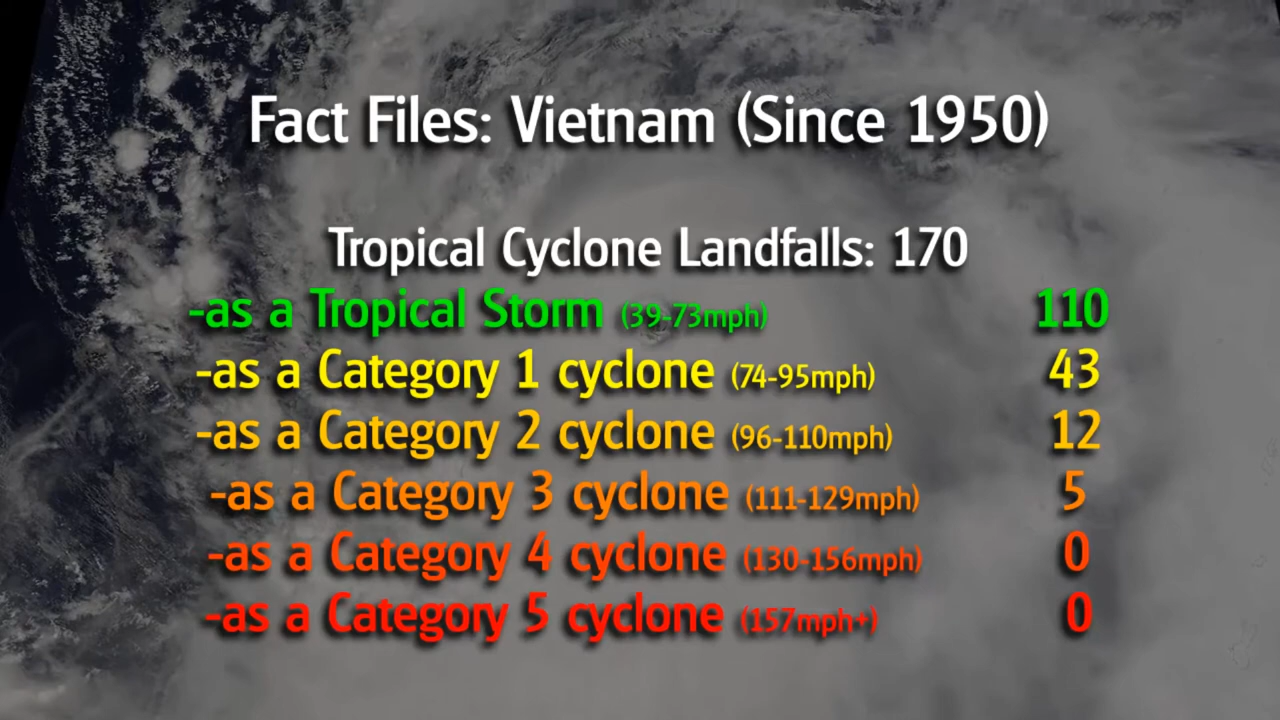 Fact Files: Vietnam (Since 1950)
Tropical Cyclone Landfalls: 170
-as a Tropical Storm (39-73mph) 110
-as a Category 1 cyclone (74-95mph) 43
-as a Category 2 cyclone (96-110mph) 12
-as a Category 3 cyclone (111-129mph) 5
-as a Category 4 cyclone (130-156mph) 0
-as a Category 5 cyclone (157mph+) 0